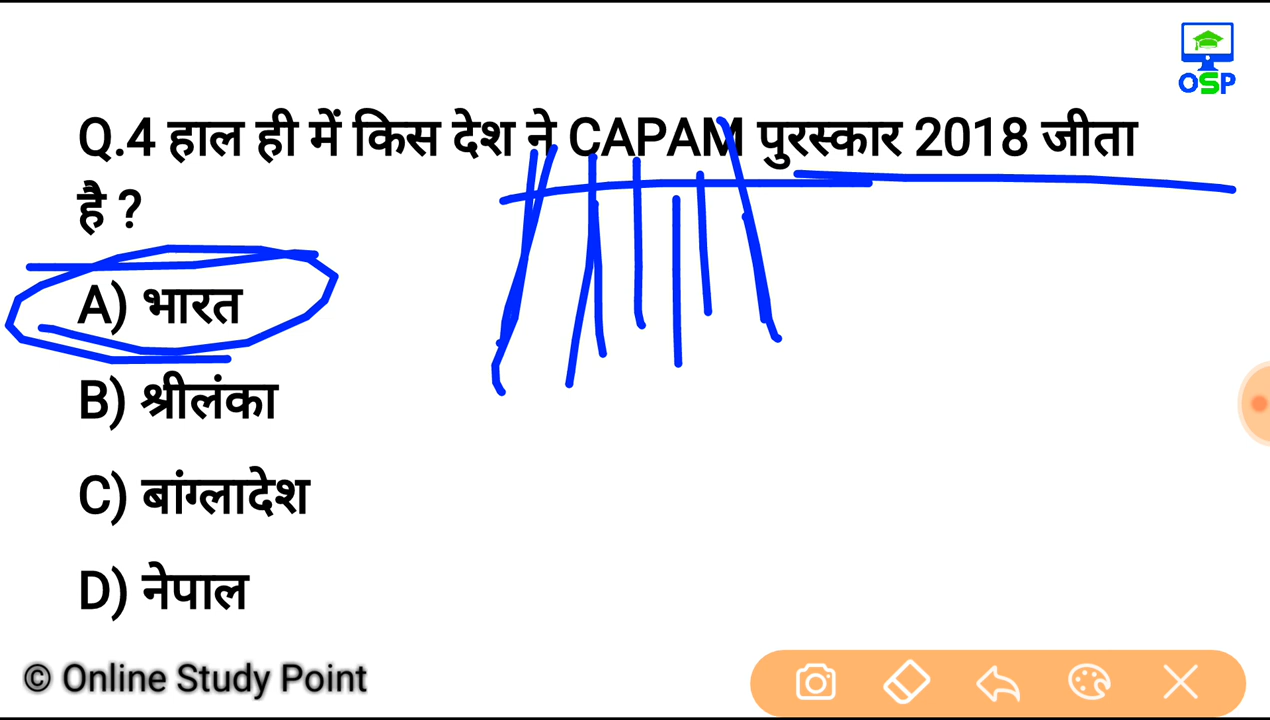 OSP
Q.4 हाल ही में किस देश ने CAPAM पुरस्कार 2018 जीता
है ?
A) भारत
B) श्रीलंका
C) बांग्लादेश
D) नेपाल
© Online Study Point